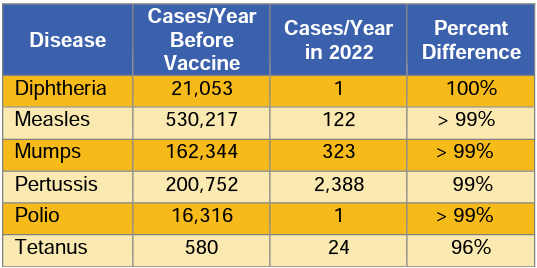 Disease Cases/Year Before Vaccine Cases/Year in 2022 Percent Difference
Diphtheria 21,053 1 100%
Measles 530,217 122 > 99%
Mumps 162,344 323 > 99%
Pertussis 200,752 2,388 99%
Polio 16,316 1 > 99%
Tetanus 580 24 96%